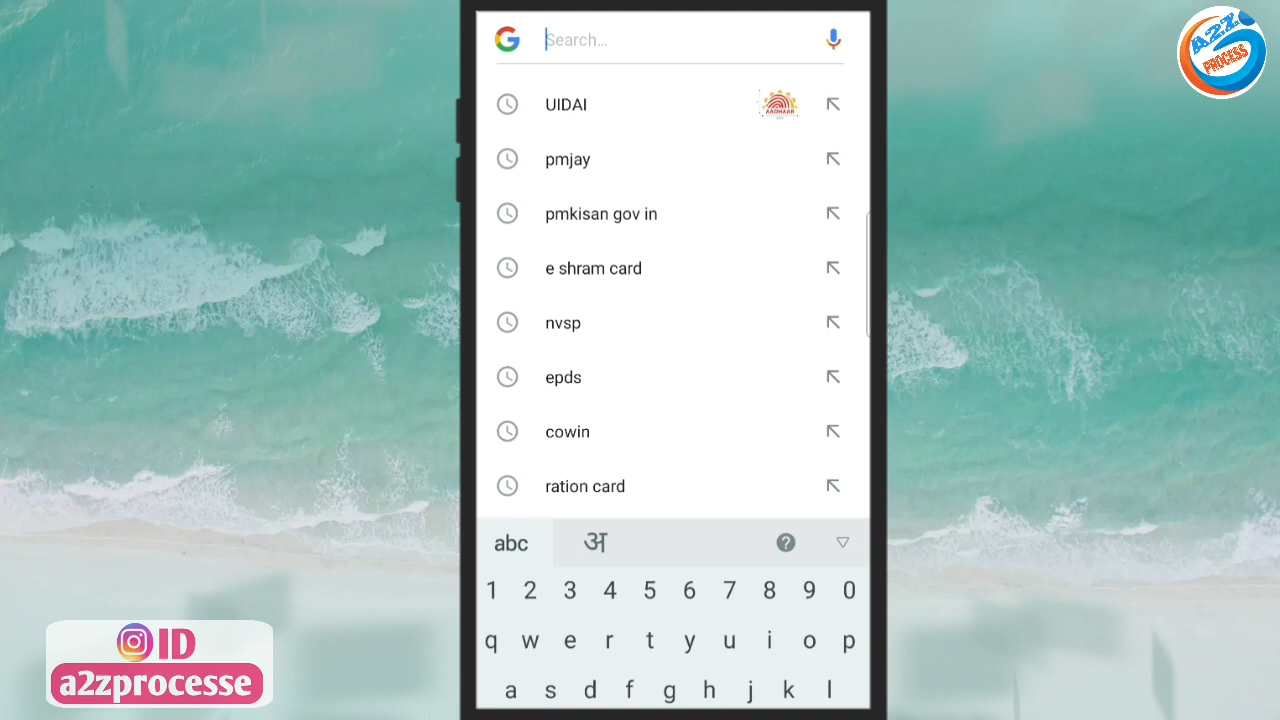 Search...
A2Z
PROCESS
UIDAI
AADHAAR
pmjay
pmkisan gov in
e shram card
nvsp
epds
cowin
ration card
abc अ ?
1 2 3 4 5 6 7 8 9 0
q w e r t y u i o p
a s d f g h j k l
ID
a2zprocesse